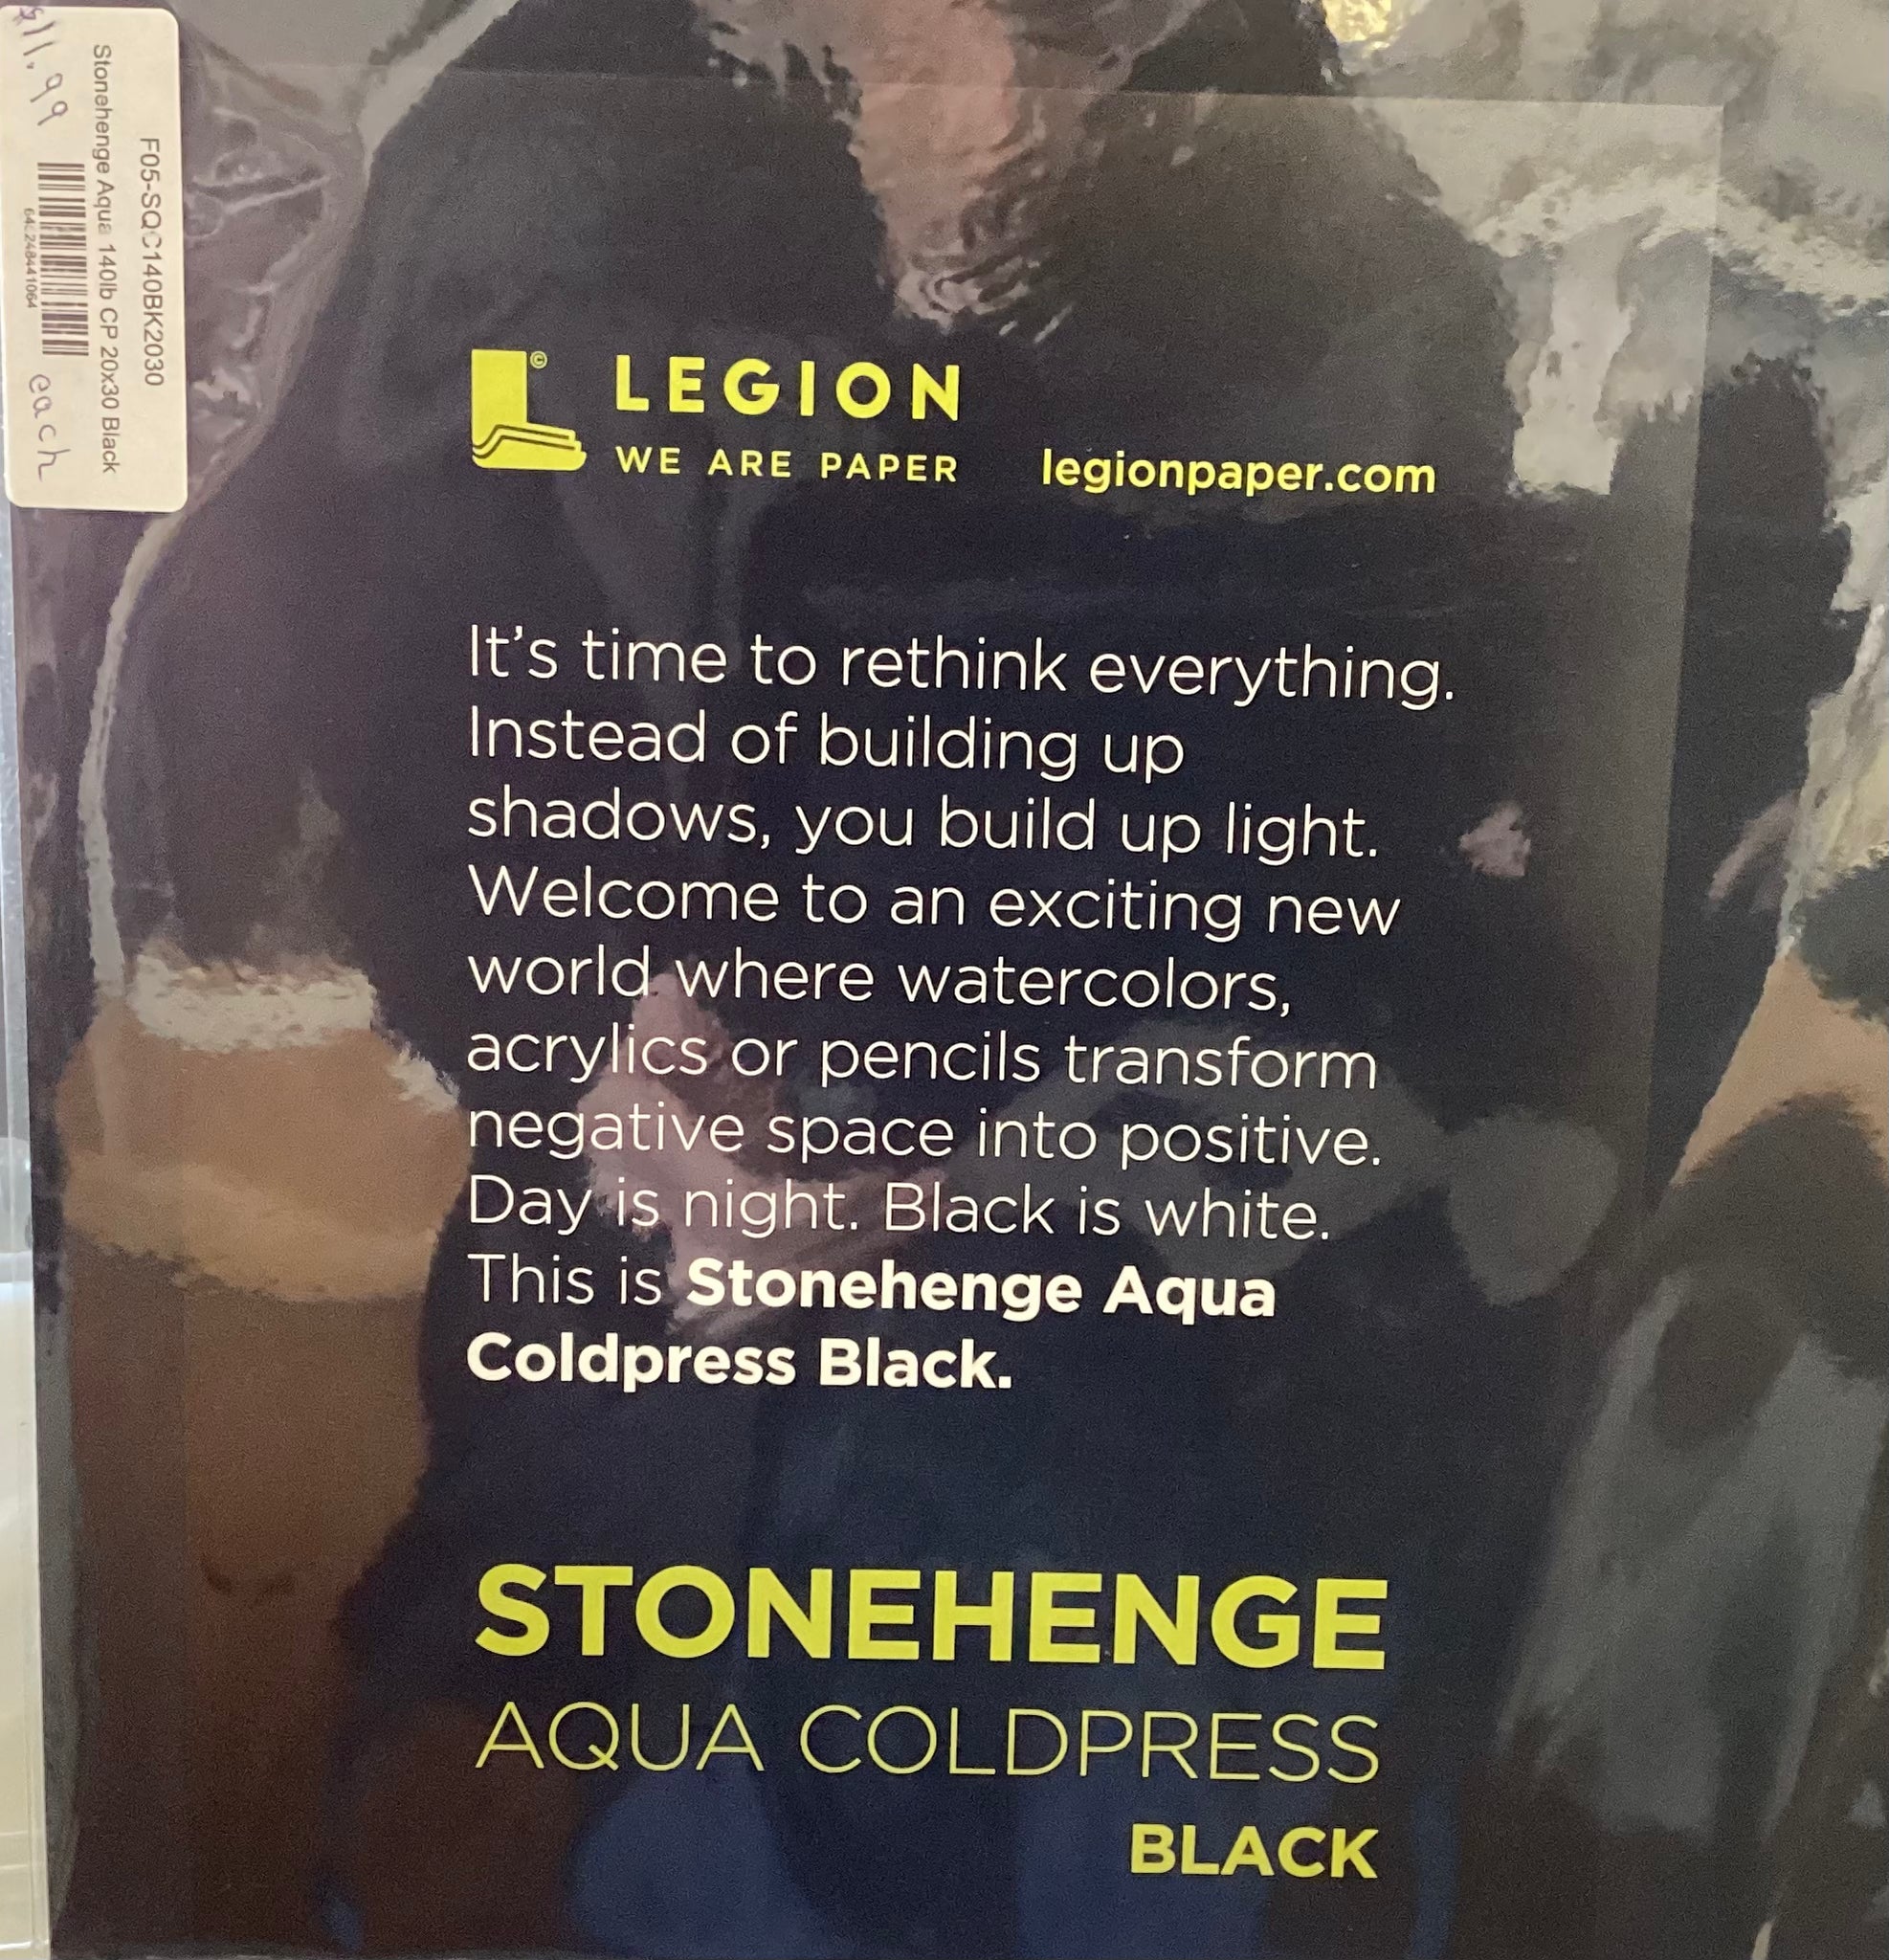 $11.99 each
F05-SQC140BK2030
Stonehenge Aqua 140lb CP 20x30 Black
LEGION
WE ARE PAPER
legionpaper.com
It's time to rethink everything.
Instead of building up
shadows, you build up light.
Welcome to an exciting new
world where watercolors,
acrylics or pencils transform
negative space into positive.
Day is night. Black is white.
This is Stonehenge Aqua
Coldpress Black.
STONEHENGE
AQUA COLDPRESS
BLACK